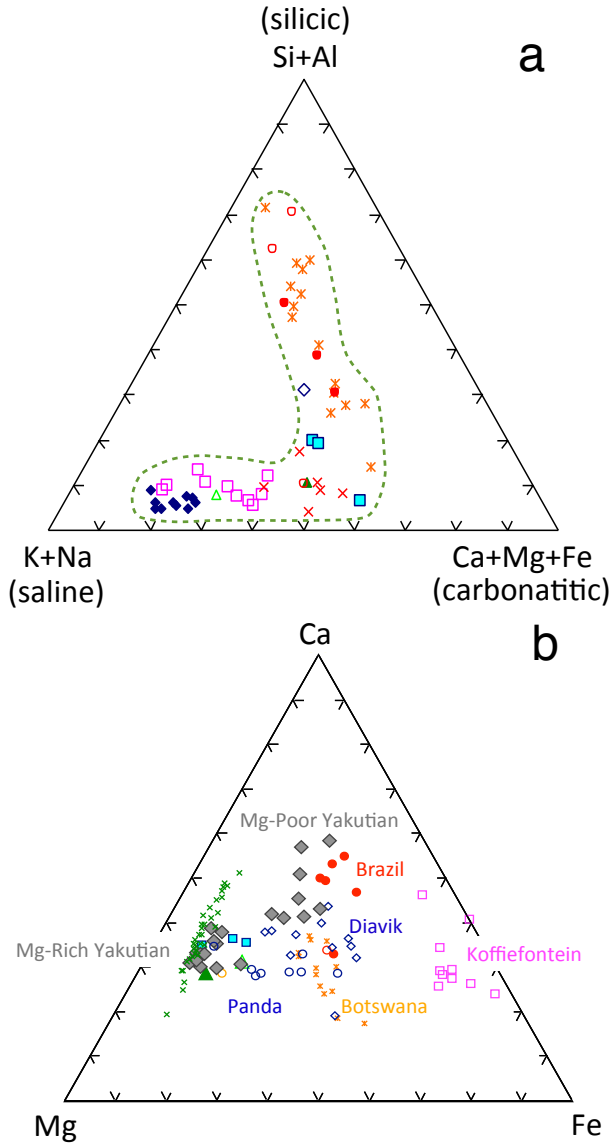 (silicic)
Si+Al
a
K+Na
(saline)
Ca+Mg+Fe
(carbonatitic)
Ca
b
Mg-Poor Yakutian
Brazil
Diavik
Mg-Rich Yakutian
Koffiefontein
Panda
Botswana
Mg
Fe